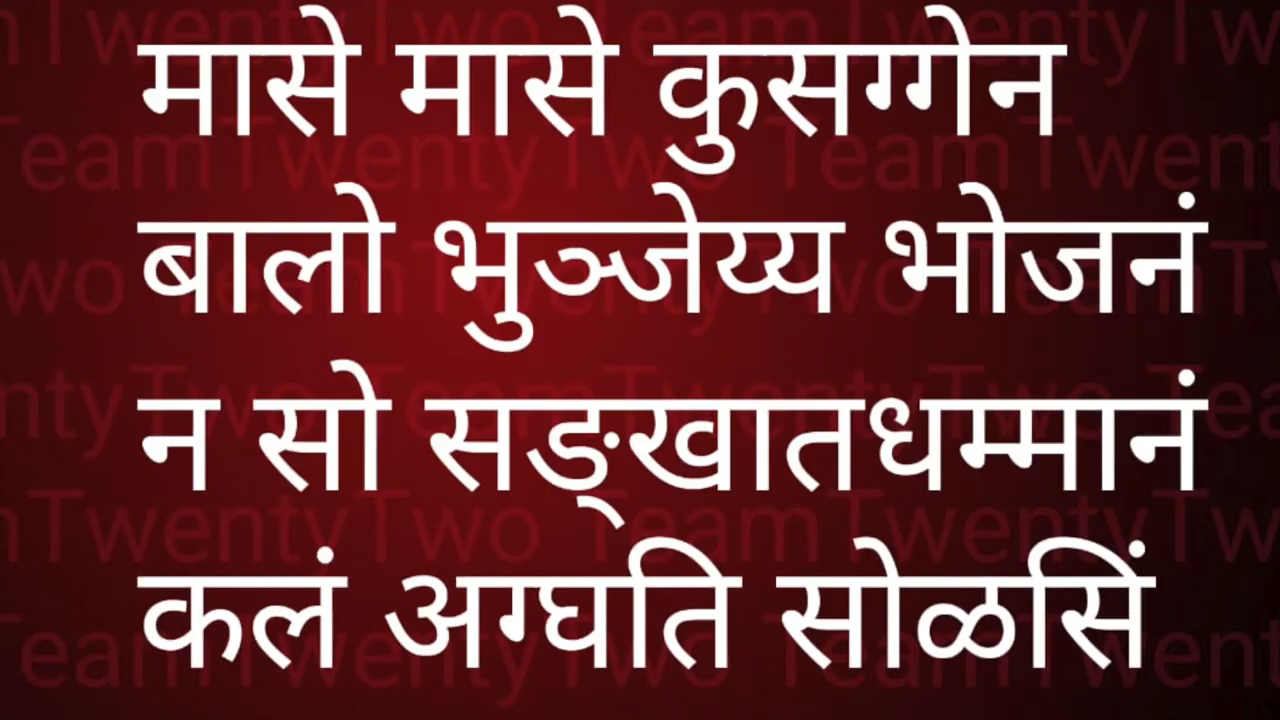 मासे मासे कुसग्गेन
बालो भुञ्जेय्य भोजनं
न सो सङ्खातधम्मानं
कलं अग्घति सोळसिं